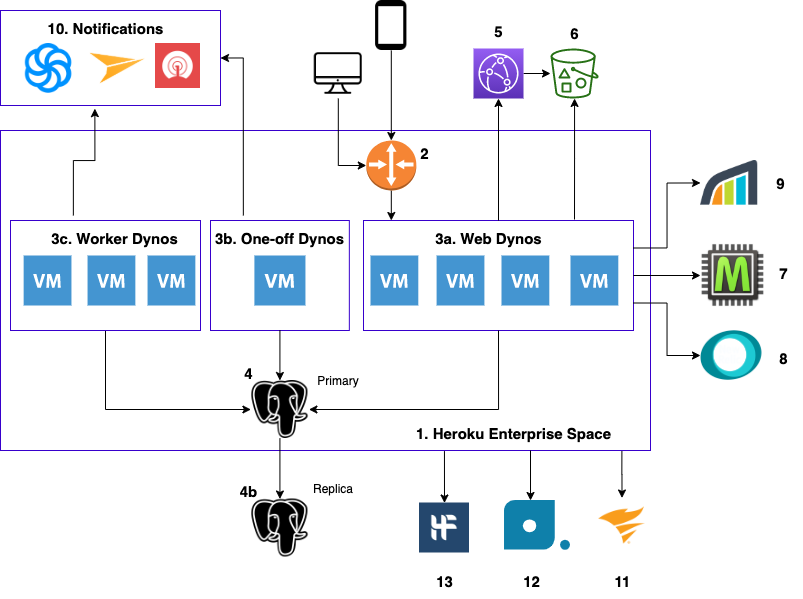 10. Notifications
5
6
2
9
3c. Worker Dynos
3b. One-off Dynos
3a. Web Dynos
VM
VM
VM
VM
VM
VM
VM
VM
7
8
4
Primary
1. Heroku Enterprise Space
4b
Replica
HF
13
12
11